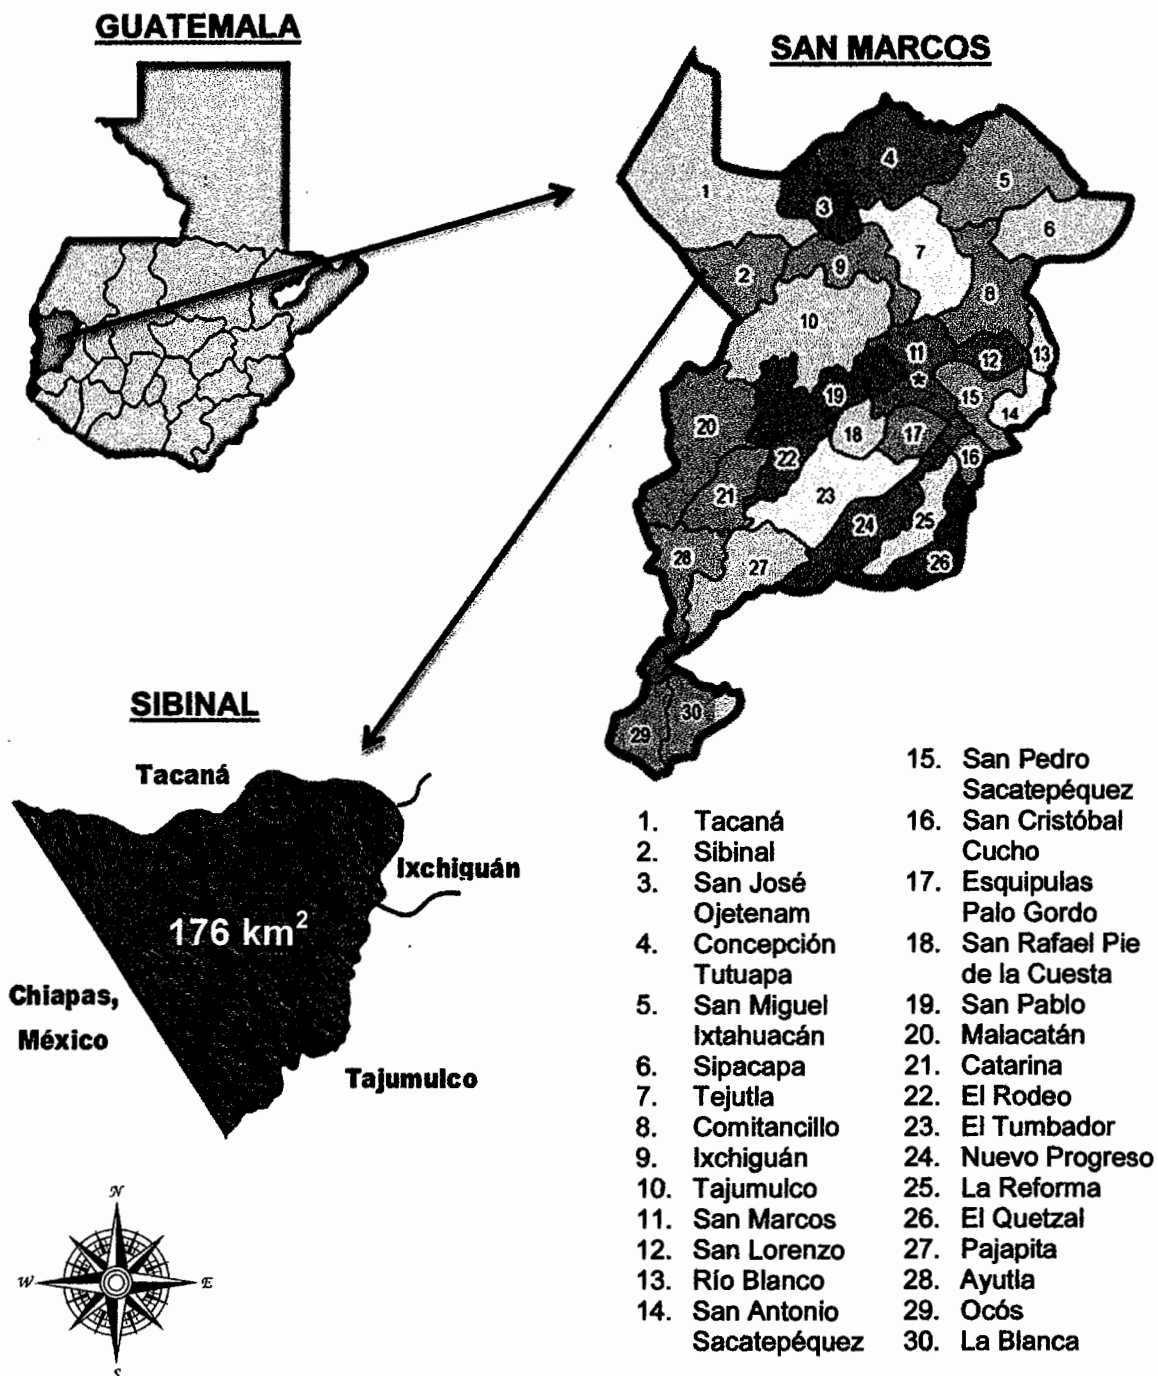 GUATEMALA
SAN MARCOS
1
2
3
4
5
6
7
8
9
10
11
12
13
14
15
16
17
18
19
20
21
22
23
24
25
26
27
28
29
30
SIBINAL
Tacaná
Ixchiguán
176 km²
Chiapas,
México
Tajumulco
N
W
E
S
1. Tacaná
2. Sibinal
3. San José
Ojetenam
4. Concepción
Tutuapa
5. San Miguel
Ixtahuacán
6. Sipacapa
7. Tejutla
8. Comitancillo
9. Ixchiguán
10. Tajumulco
11. San Marcos
12. San Lorenzo
13. Río Blanco
14. San Antonio
Sacatepéquez
15. San Pedro
Sacatepéquez
16. San Cristóbal
Cucho
17. Esquipulas
Palo Gordo
18. San Rafael Pie
de la Cuesta
19. San Pablo
20. Malacatán
21. Catarina
22. El Rodeo
23. El Tumbador
24. Nuevo Progreso
25. La Reforma
26. El Quetzal
27. Pajapita
28. Ayutla
29. Ocós
30. La Blanca